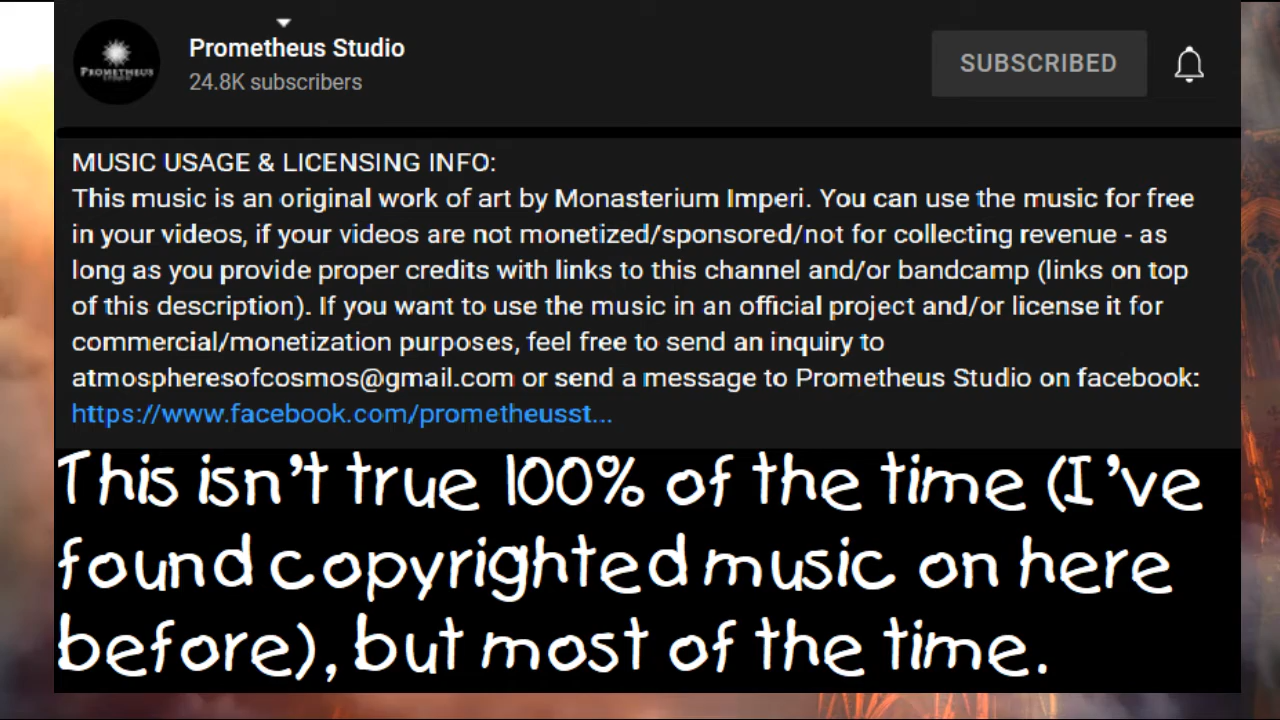 PROMETHEUS
STUDIO
Prometheus Studio
24.8K subscribers
SUBSCRIBED
MUSIC USAGE & LICENSING INFO:
This music is an original work of art by Monasterium Imperi. You can use the music for free
in your videos, if your videos are not monetized/sponsored/not for collecting revenue - as
long as you provide proper credits with links to this channel and/or bandcamp (links on top
of this description). If you want to use the music in an official project and/or license it for
commercial/monetization purposes, feel free to send an inquiry to
atmospheresofcosmos@gmail.com or send a message to Prometheus Studio on facebook:
https://www.facebook.com/prometheusst...
This isn't true 100% of the time (I've
found copyrighted music on here
before), but most of the time.